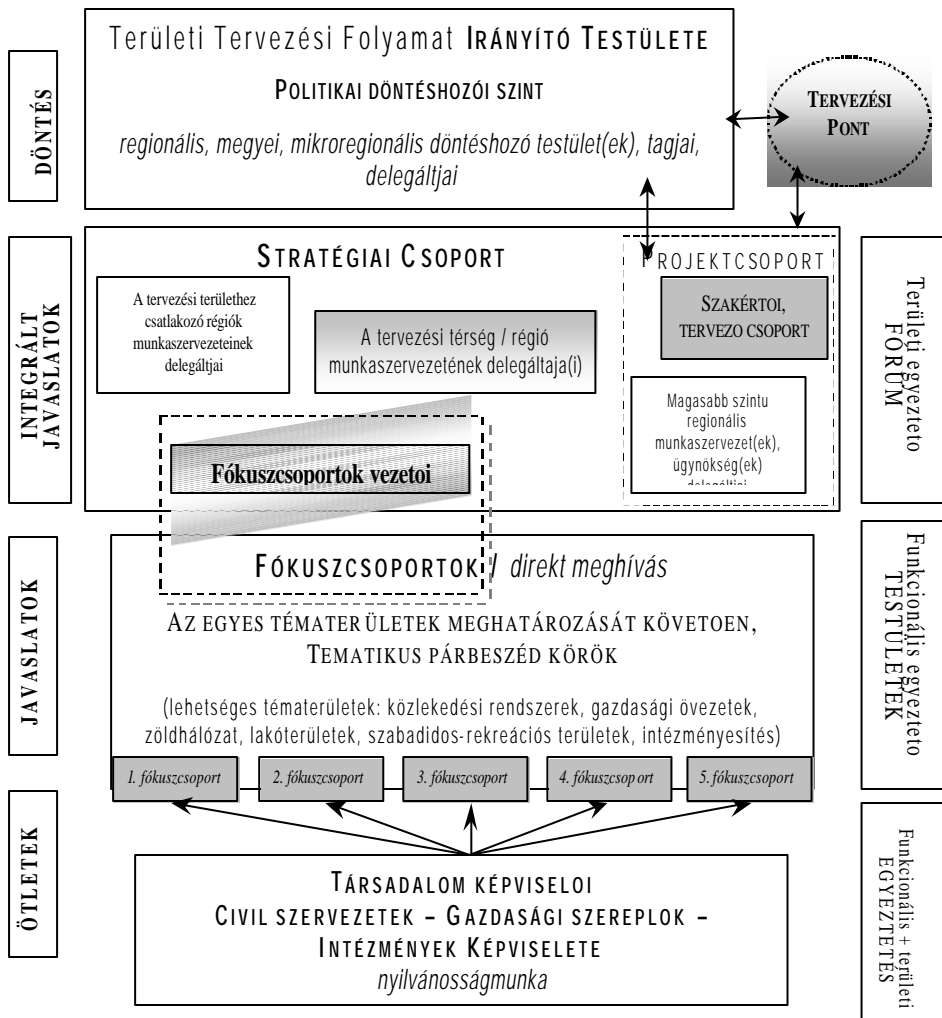 DÖNTÉS
Területi Tervezési Folyamat IRÁNYÍTÓ TESTÜLETE
POLITIKAI DÖNTÉSHOZÓI SZINT
regionális, megyei, mikroregionális döntéshozó testület(ek), tagjai,
delegáltjai
TERVEZÉSI
PONT
INTEGRÁLT
JAVASLATOK
STRATÉGIAI CSOPORT
A tervezési területhez
csatlakozó régiók
munkaszervezeteinek
delegáltjai
A tervezési térség / régió
munkaszervezetének delegáltaja(i)
Fókuszcsoportok vezetoi
PROJEKTCSOPORT
SZAKÉRTOI,
TERVEZO CSOPORT
Magasabb szintu
regionális
munkaszervezet(ek),
ügynökség(ek)
delegáltjai
Területi egyezteto
FÓRUM
JAVASLATOK
FÓKUSZCSOPORTOK / direkt meghívás
AZ EGYES TÉMATERÜLETEK MEGHATÁROZÁSÁT KÖVETOEN,
TEMATIKUS PÁRBESZÉD KÖRÖK
(lehetséges tématerületek: közlekedési rendszerek, gazdasági övezetek,
zöldhálózat, lakóterületek, szabadidos-rekreációs területek, intézményesítés)
1. fókuszcsoport
2. fókuszcsoport
3. fókuszcsoport
4. fókuszcsoport
5. fókuszcsoport
Funkcionális egyezteto
TESTÜLETEK
ÖTLETEK
TÁRSADALOM KÉPVISELOI
CIVIL SZERVEZETEK – GAZDASÁGI SZEREPLOK –
INTÉZMÉNYEK KÉPVISELETE
nyilvánosságmunka
Funkcionális + területi
EGYEZTETÉS